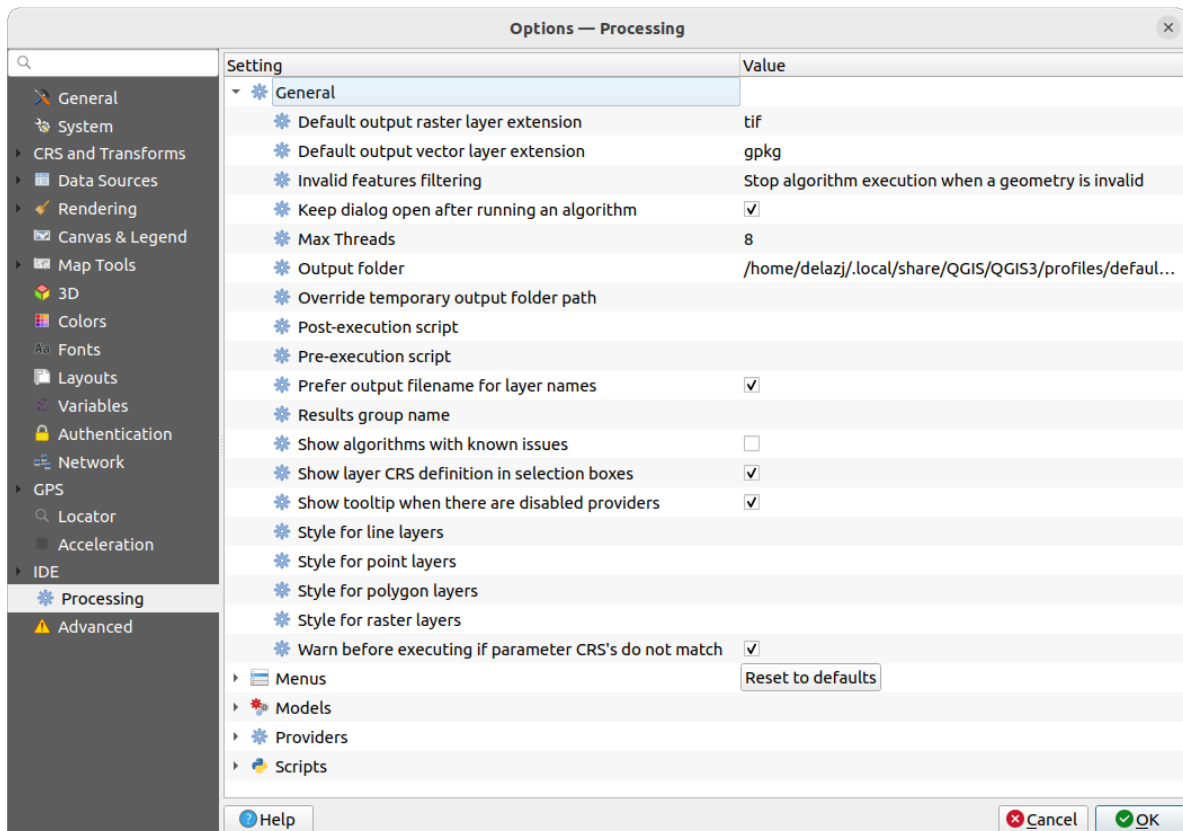 Options — Processing
General
System
CRS and Transforms
Data Sources
Rendering
Canvas & Legend
Map Tools
3D
Colors
Aa Fonts
Layouts
Variables
Authentication
Network
GPS
Locator
Acceleration
IDE
Processing
Advanced
Setting Value
General
Default output raster layer extension tif
Default output vector layer extension gpkg
Invalid features filtering Stop algorithm execution when a geometry is invalid
Keep dialog open after running an algorithm
Max Threads 8
Output folder /home/delazj/.local/share/QGIS/QGIS3/profiles/defaul...
Override temporary output folder path
Post-execution script
Pre-execution script
Prefer output filename for layer names
Results group name
Show algorithms with known issues
Show layer CRS definition in selection boxes
Show tooltip when there are disabled providers
Style for line layers
Style for point layers
Style for polygon layers
Style for raster layers
Warn before executing if parameter CRS's do not match
Menus Reset to defaults
Models
Providers
Scripts
Help Cancel OK